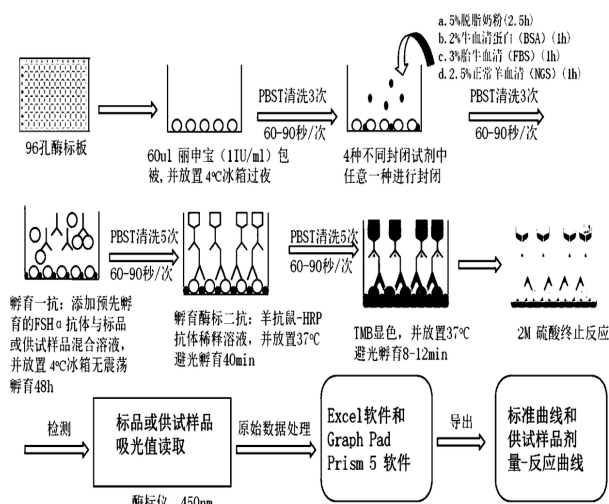 a.5%脱脂奶粉(2.5h)
b.2%牛血清蛋白(BSA)(1h)
c.3%胎牛血清(FBS)(1h)
d.2.5%正常羊血清(NGS)(1h)
PBST清洗3次
60-90秒/次
PBST清洗3次
60-90秒/次
96孔酶标板
60ul 丽申宝（1IU/ml）包
被,并放置 4℃冰箱过夜
4种不同封闭试剂中
任意一种进行封闭
PBST清洗5次
60-90秒/次
PBST清洗5次
60-90秒/次
孵育一抗：添加预先孵
育的FSHα抗体与标品
或供试样品混合溶液,
并放置 4℃冰箱无震荡
孵育48h
孵育酶标二抗：羊抗鼠-HRP
抗体稀释溶液，并放置37℃
避光孵育40min
TMB显色，并放置37℃
避光孵育8-12min
2M 硫酸终止反应
检测
标品或供试样品
吸光值读取
原始数据处理
Excel软件和
Graph Pad
Prism 5 软件
导出
标准曲线和
供试样品剂
量-反应曲线
酶标仪 450nm